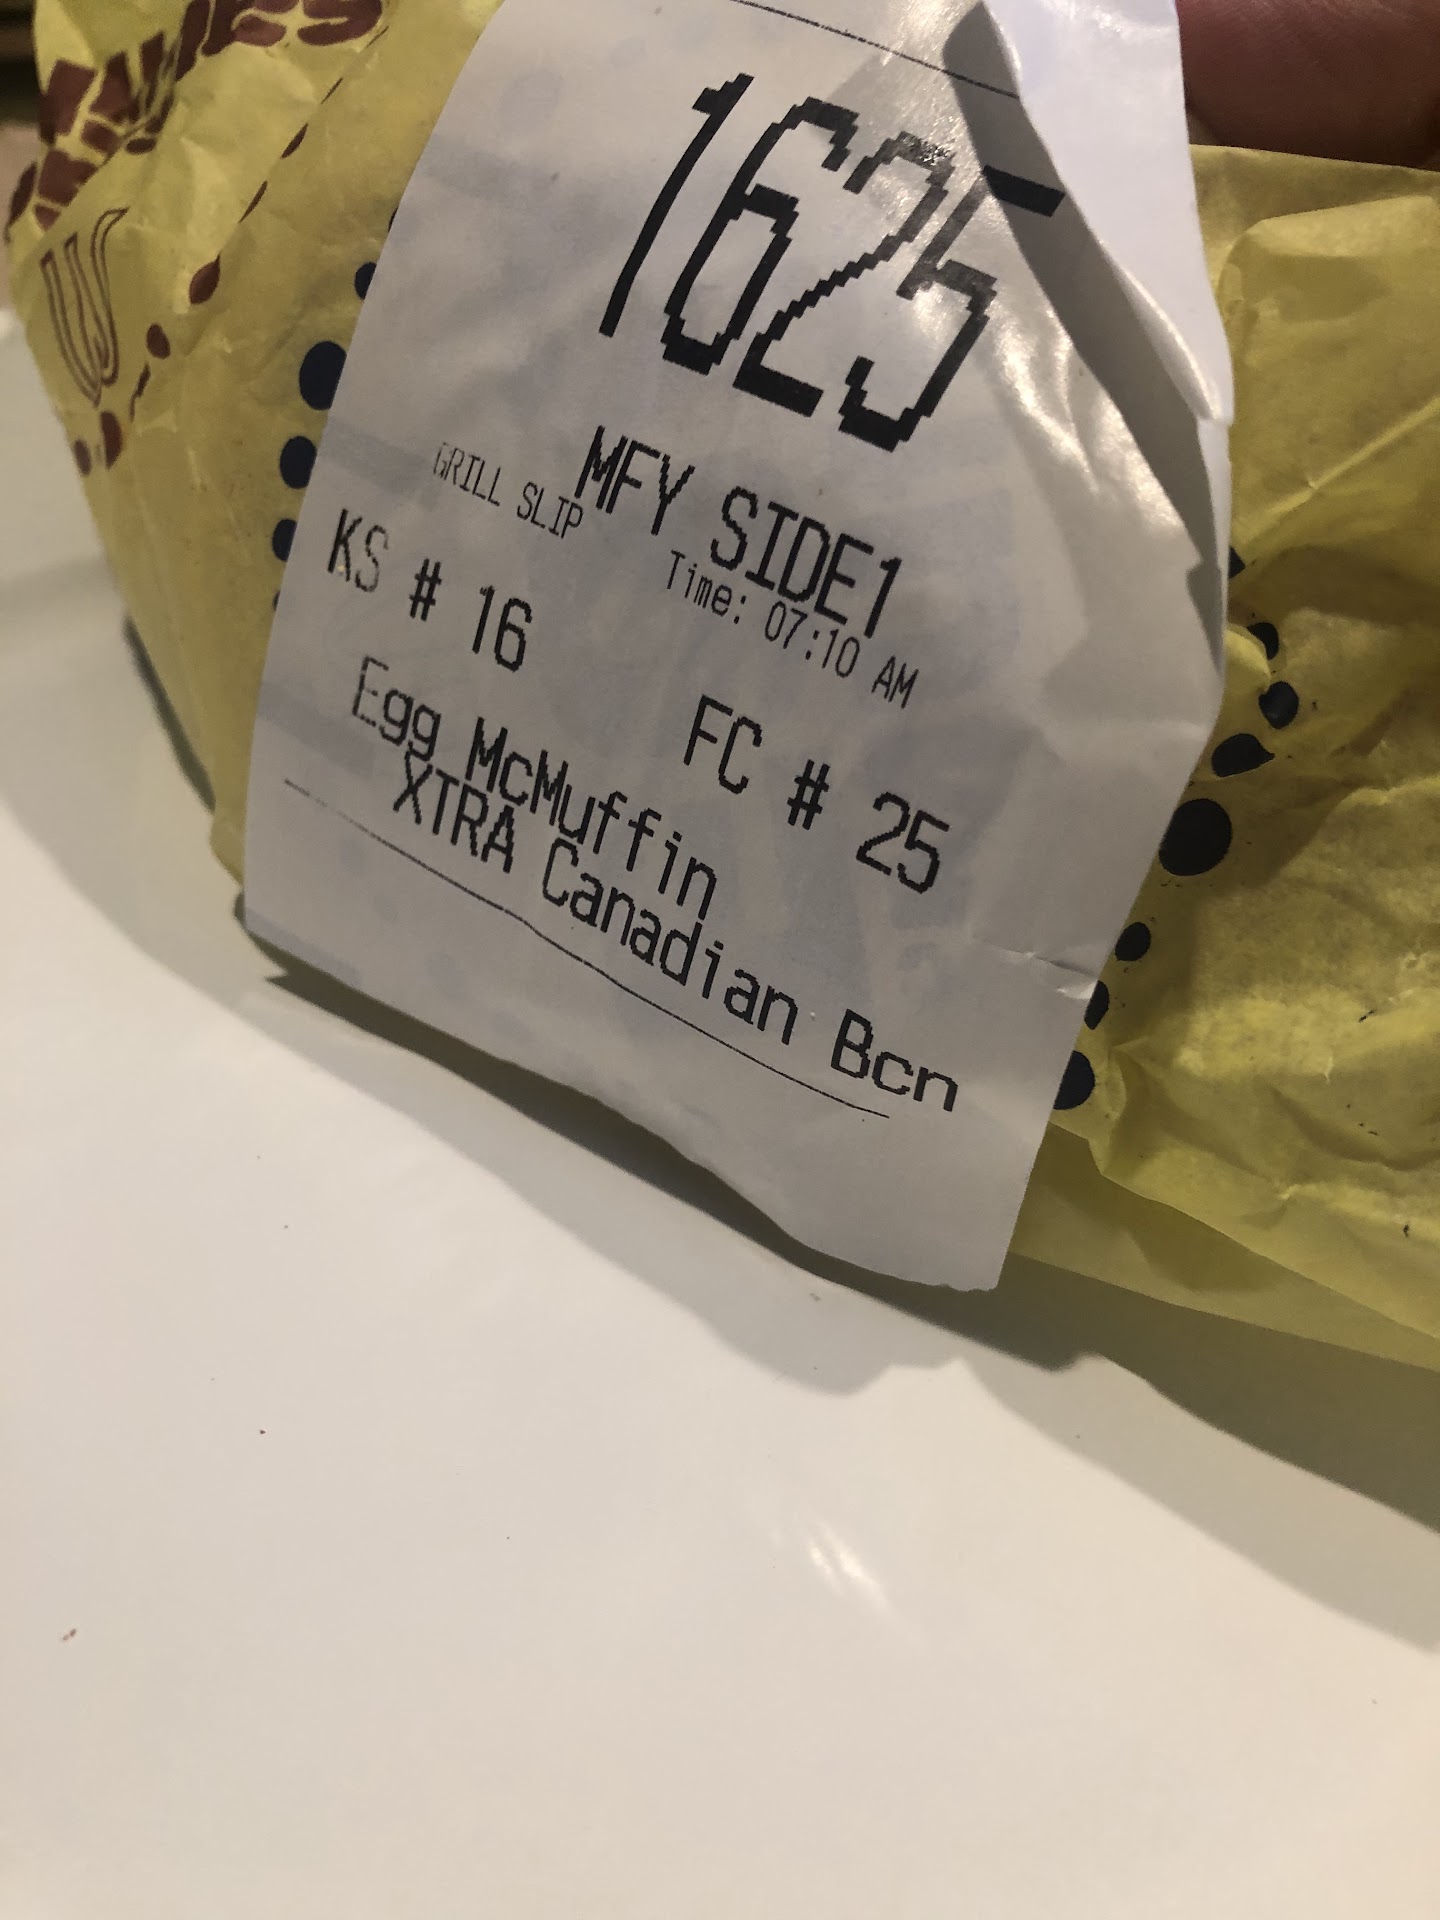 1625
MFY SIDE1
GRILL SLIP Time: 07:10 AM
KS # 16 FC # 25
Egg McMuffin
XTRA Canadian Bcn